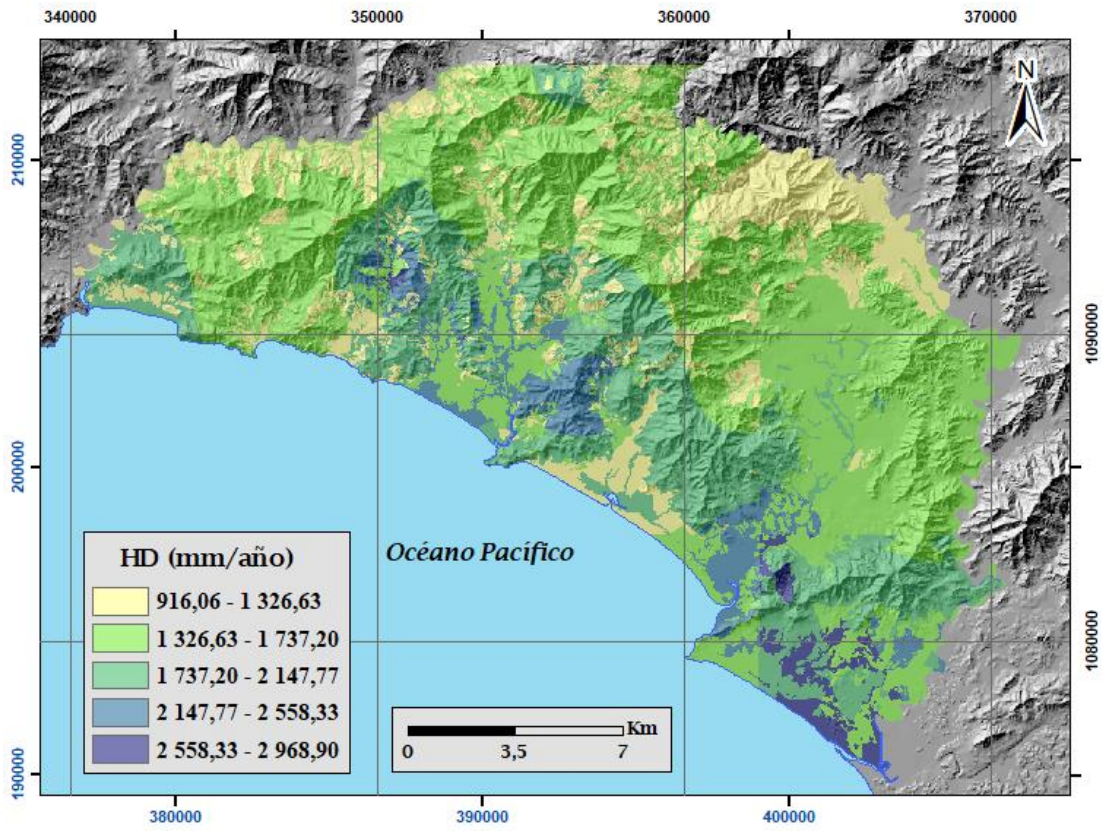 340000 350000 360000 370000
N
210000
1090000
200000
Océano Pacífico
HD (mm/año)
916,06 - 1 326,63
1 326,63 - 1 737,20
1 737,20 - 2 147,77
2 147,77 - 2 558,33
2 558,33 - 2 968,90
1080000
Km
0 3,5 7
190000
380000 390000 400000